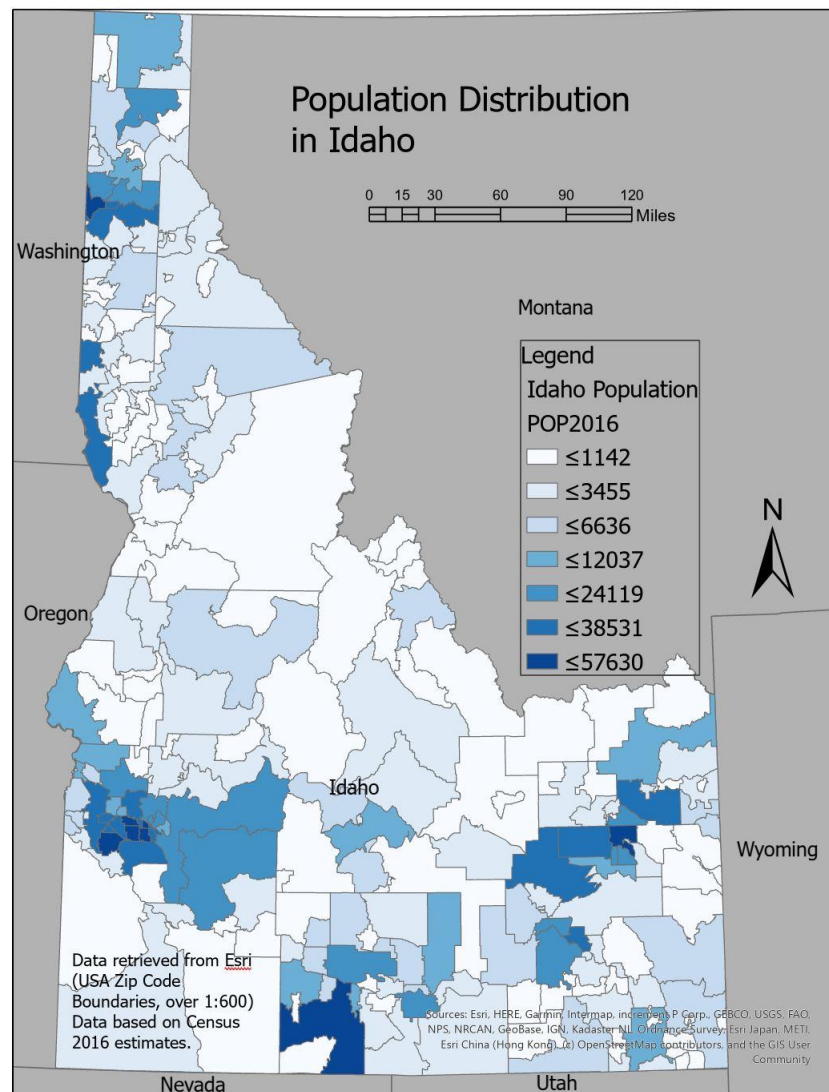 Population Distribution
in Idaho
0 15 30 60 90 120
Miles
Washington
Montana
Legend
Idaho Population
POP2016
≤1142
≤3455
≤6636
≤12037
≤24119
≤38531
≤57630
N
Oregon
Idaho
Wyoming
Data retrieved from Esri
(USA Zip Code
Boundaries, over 1:600)
Data based on Census
2016 estimates.
Sources: Esri, HERE, Garmin, Intermap, increment P Corp., GEBCO, USGS, FAO,
NPS, NRCAN, GeoBase, IGN, Kadaster NL, Ordnance Survey, Esri Japan, METI,
Esri China (Hong Kong), (c) OpenStreetMap contributors, and the GIS User
Community
Nevada
Utah